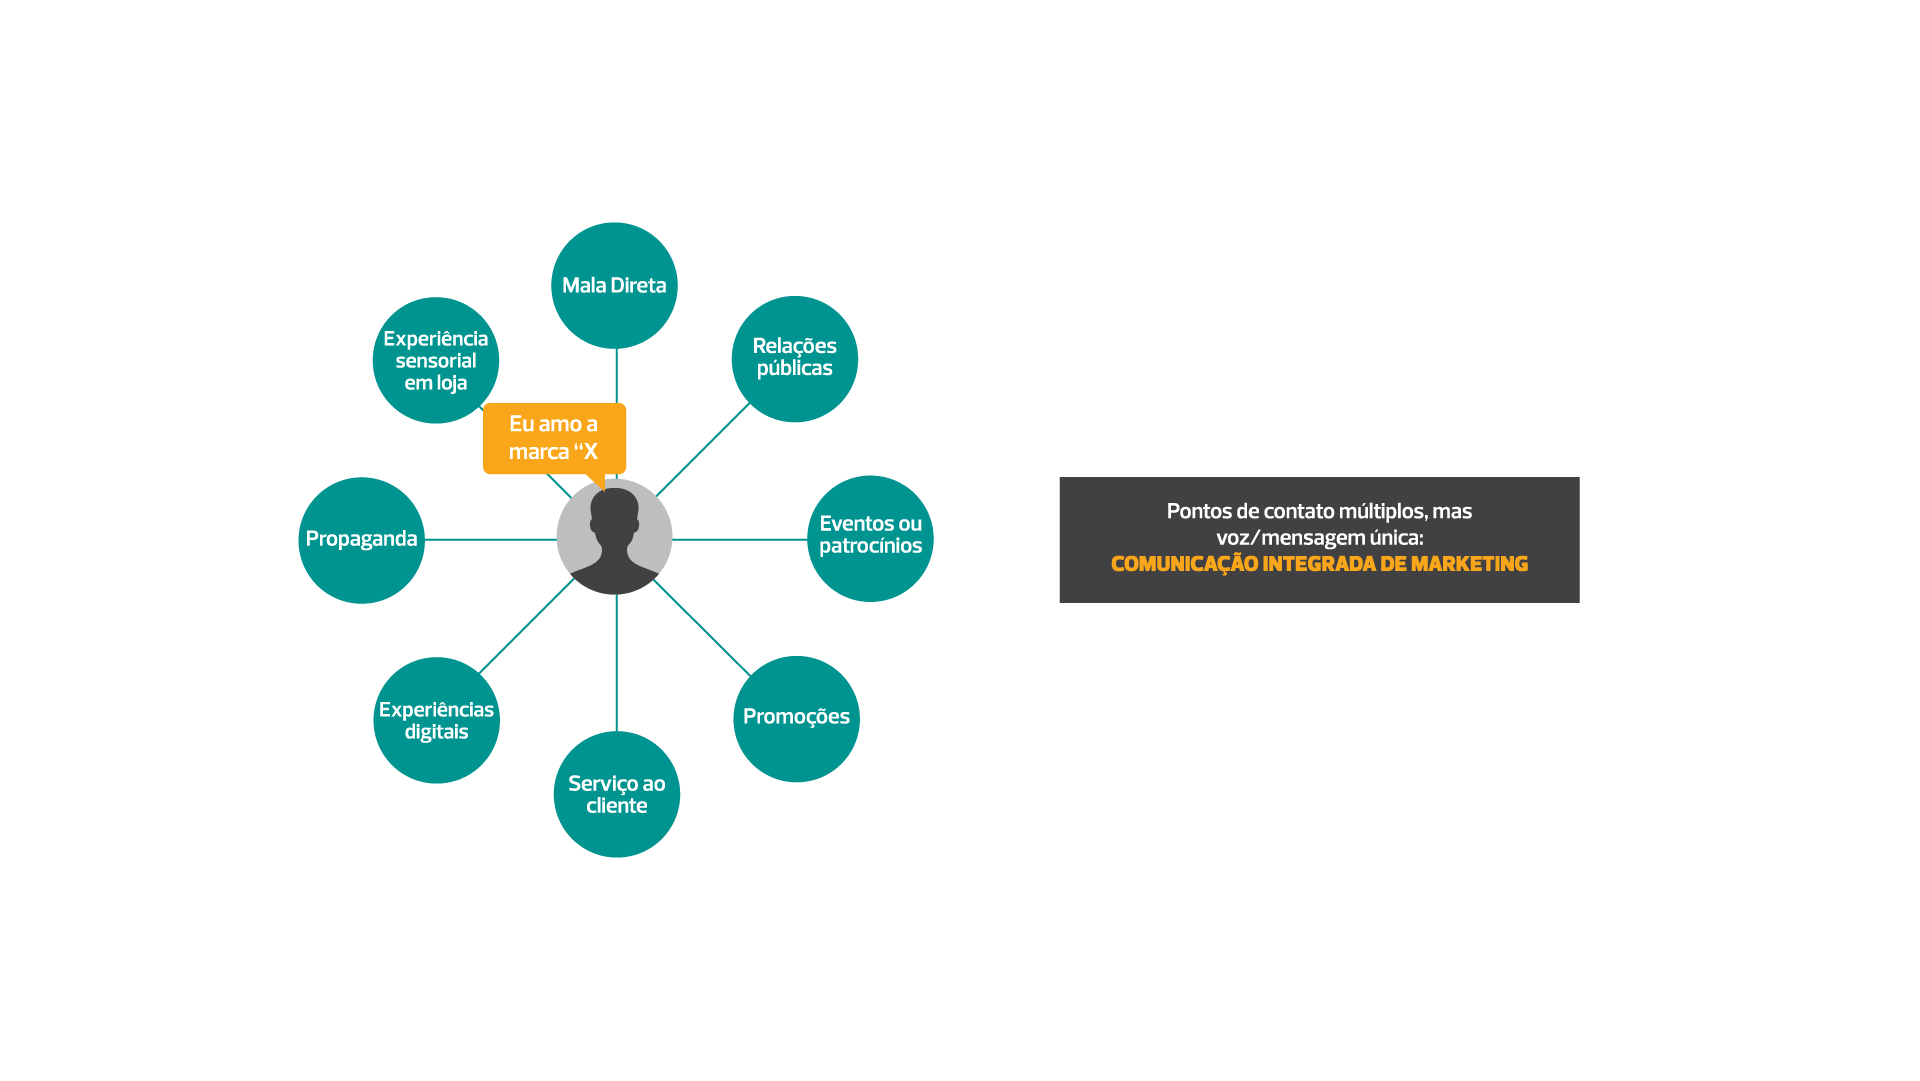 Mala Direta
Experiência
sensorial
em loja
Relações
públicas
Eu amo a
marca “X
Propaganda
Eventos ou
patrocínios
Experiências
digitais
Promoções
Serviço ao
cliente
Pontos de contato múltiplos, mas
voz/mensagem única:
COMUNICAÇÃO INTEGRADA DE MARKETING